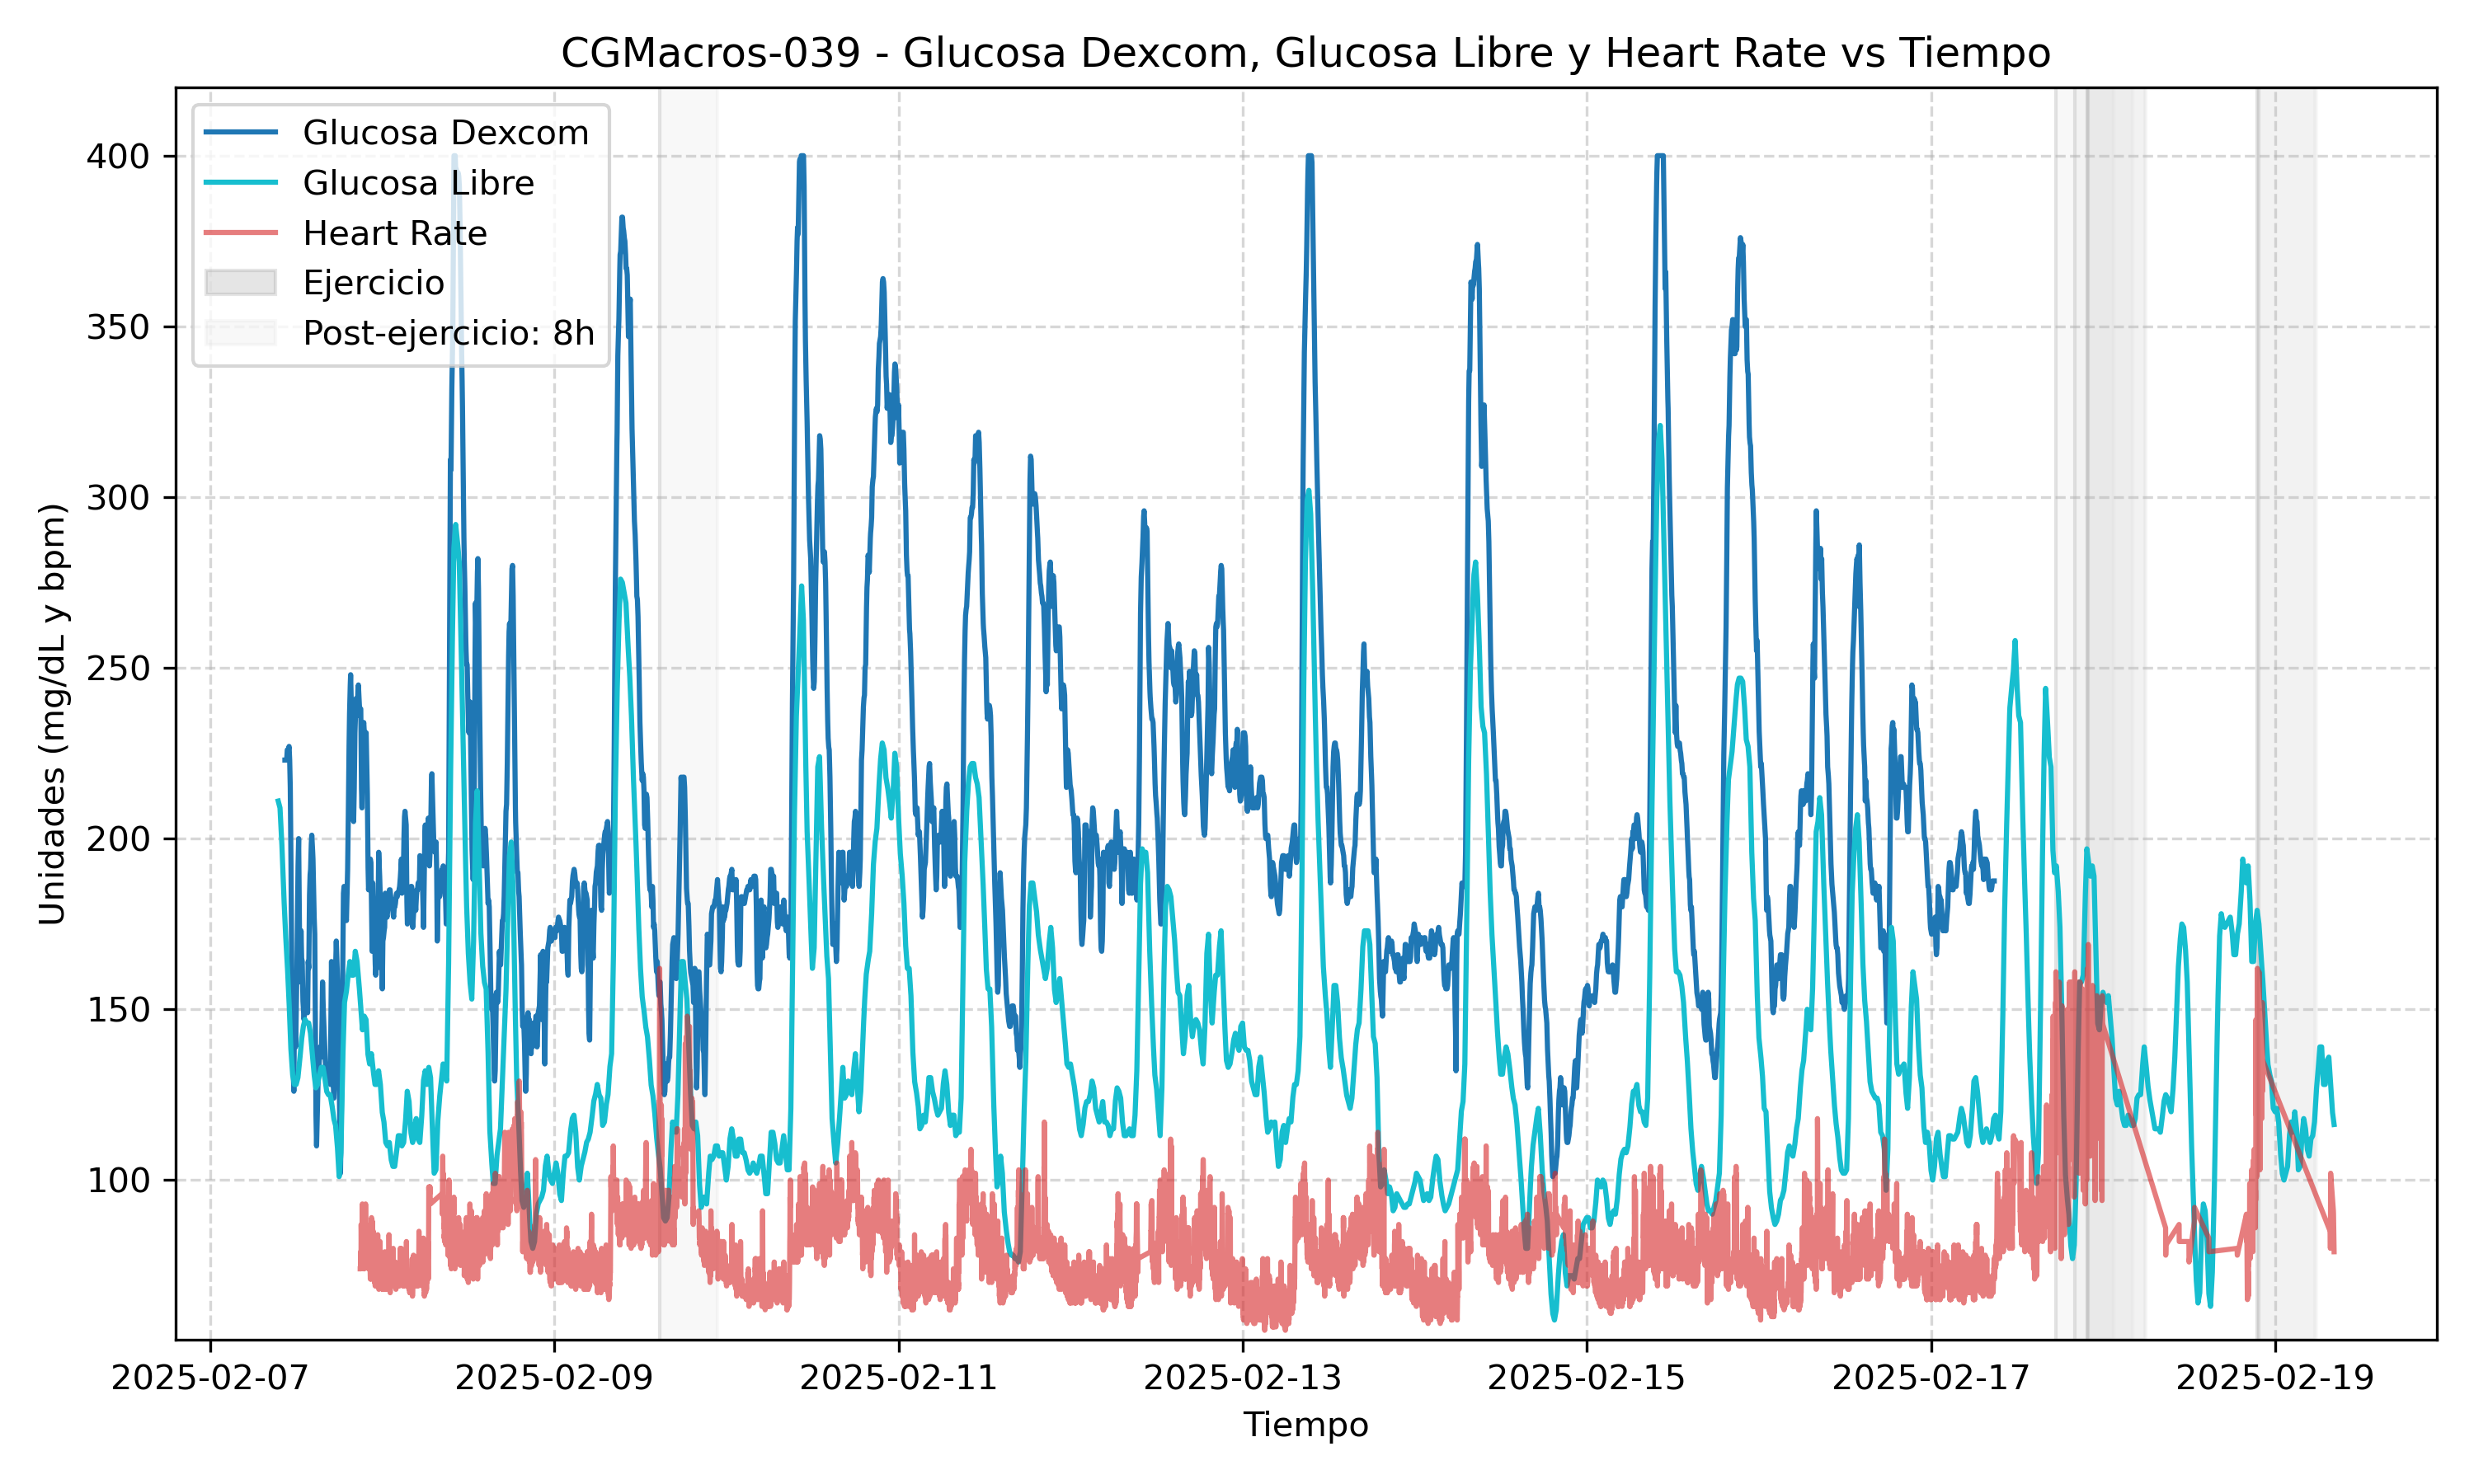 CGMacros-039 - Glucosa Dexcom, Glucosa Libre y Heart Rate vs Tiempo
Glucosa Dexcom
Glucosa Libre
Heart Rate
Ejercicio
Post-ejercicio: 8h
Unidades (mg/dL y bpm)
400
350
300
250
200
150
100
2025-02-07
2025-02-09
2025-02-11
2025-02-13
2025-02-15
2025-02-17
2025-02-19
Tiempo